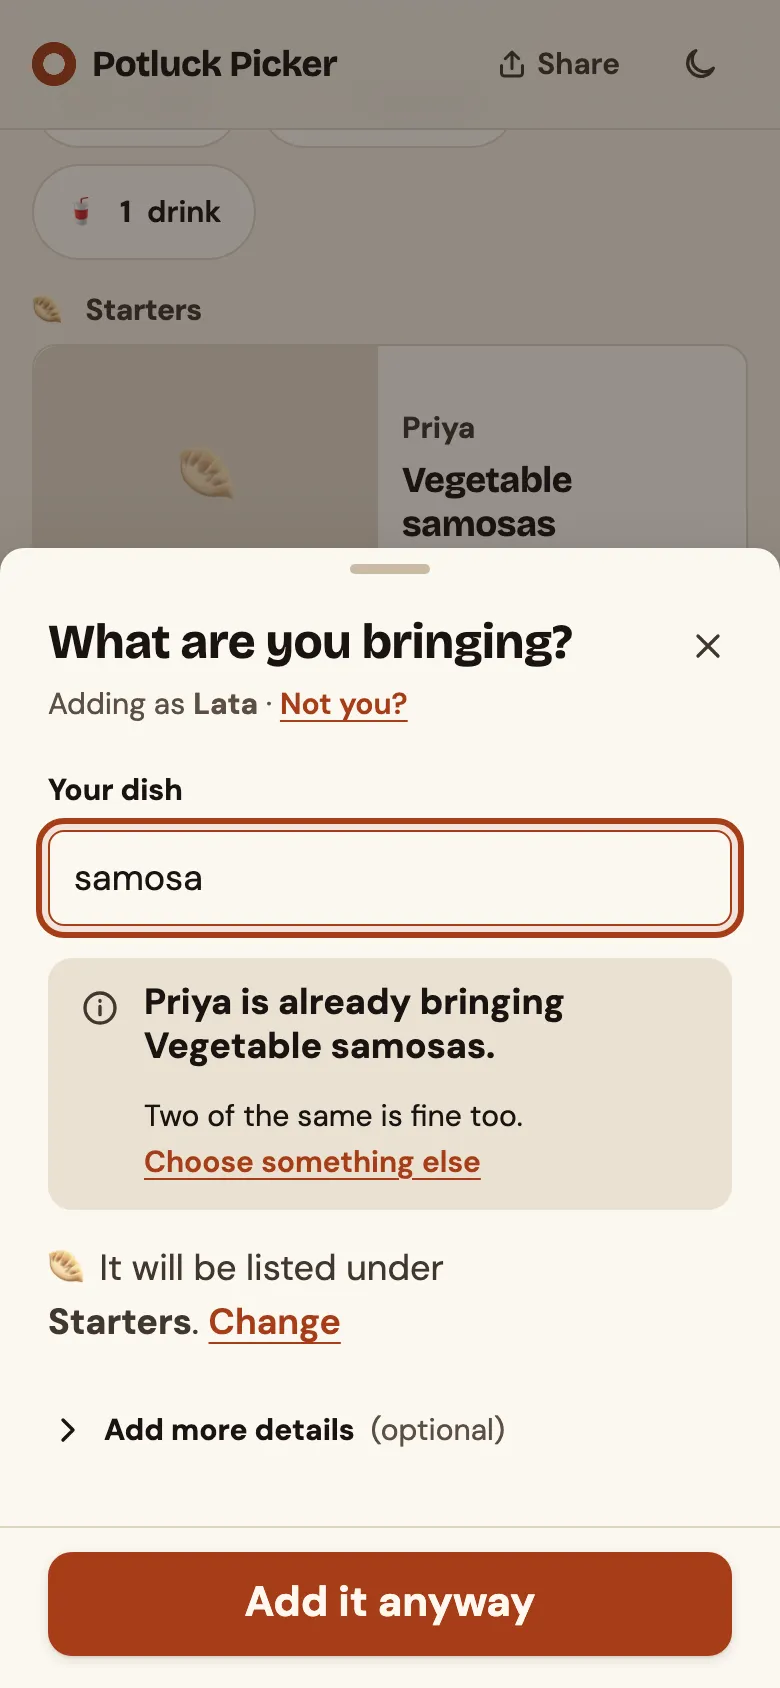 Potluck Picker
Share
1 drink
Starters
Priya
Vegetable
samosas
What are you bringing?
Adding as Lata · Not you?
Your dish
samosa
Priya is already bringing
Vegetable samosas.
Two of the same is fine too.
Choose something else
It will be listed under
Starters. Change
Add more details (optional)
Add it anyway